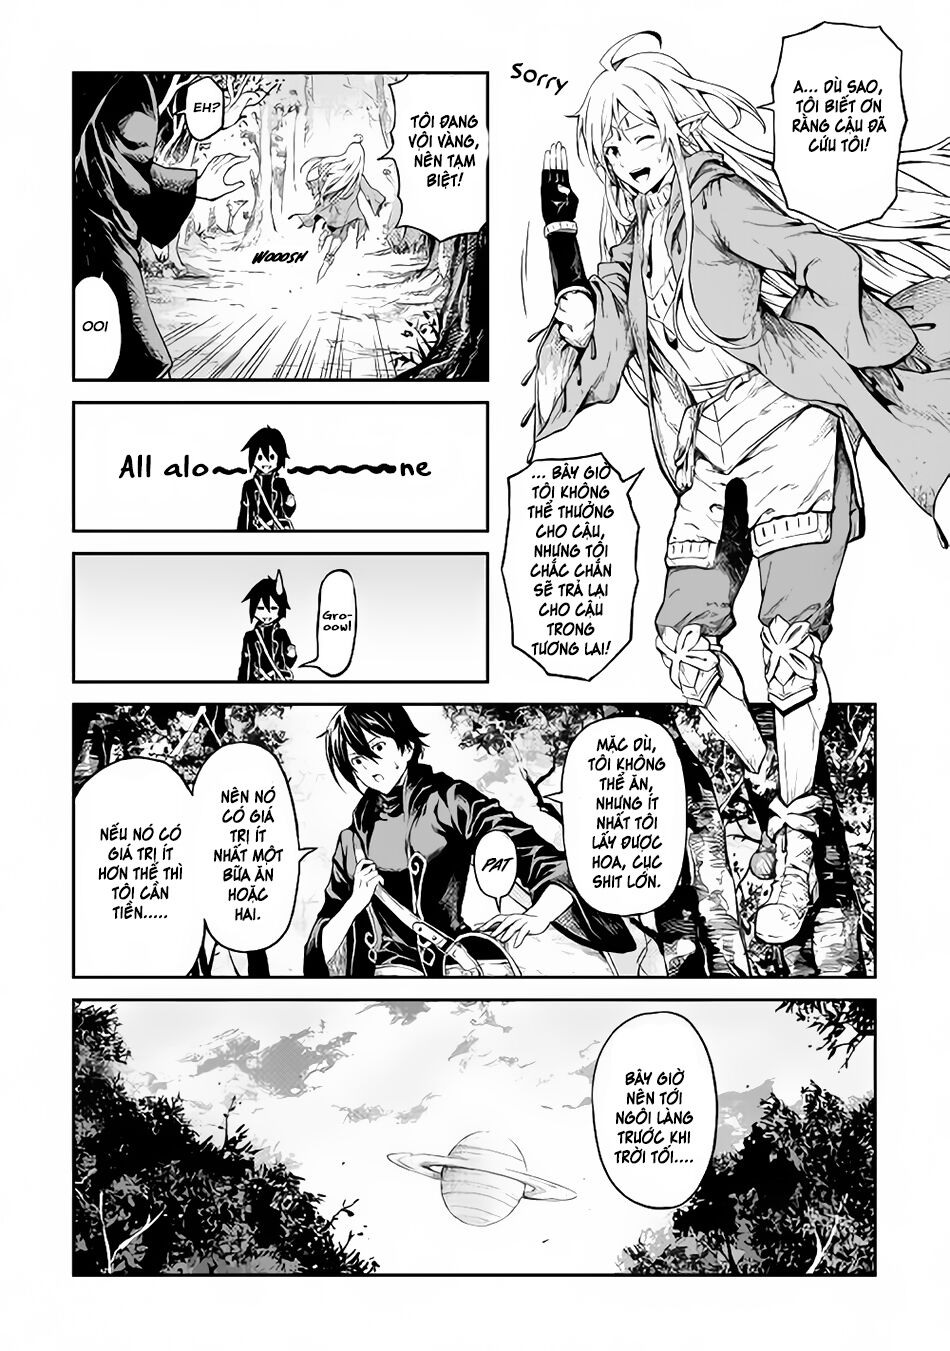 Sorry
A... DÙ SAO,
TÔI BIẾT ƠN
RẰNG CẬU ĐÃ
CỨU TÔI!
... BÂY GIỜ
TÔI KHÔNG
THỂ THƯỞNG
CHO CẬU,
NHƯNG TÔI
CHẮC CHẮN
SẼ TRẢ LẠI
CHO CẬU
TRONG
TƯƠNG LAI!
TÔI ĐANG
VỘI VÀNG,
NÊN TẠM
BIỆT!
EH?
WOOOSH
OOI
All alo~~~ne
Gro-
oowl
MẶC DÙ,
TÔI KHÔNG
THỂ ĂN,
NHƯNG ÍT
NHẤT TÔI
LẤY ĐƯỢC
HOA, CỤC
SHIT LỚN.
PAT
NÊN NÓ
CÓ GIÁ
TRỊ ÍT
NHẤT MỘT
BỮA ĂN
HOẶC
HAI.
NẾU NÓ CÓ
GIÁ TRỊ ÍT
HƠN THẾ THÌ
TÔI CẦN
TIỀN.....
BÂY GIỜ
NÊN TỚI
NGÔI LÀNG
TRƯỚC KHI
TRỜI TỐI....